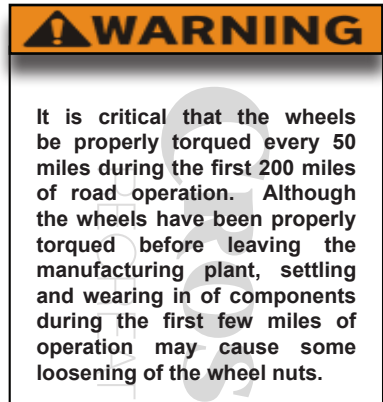 WARNING
It is critical that the wheels
be properly torqued every 50
miles during the first 200 miles
of road operation. Although
the wheels have been properly
torqued before leaving the
manufacturing plant, settling
and wearing in of components
during the first few miles of
operation may cause some
loosening of the wheel nuts.